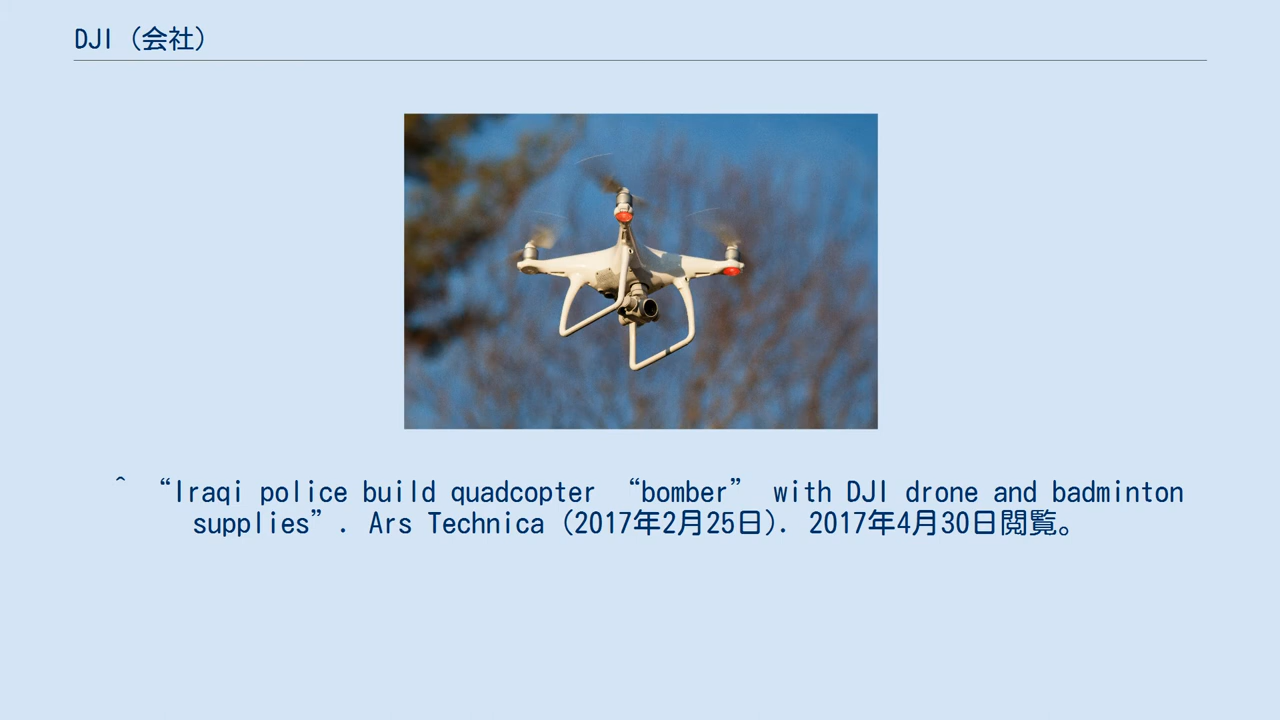 DJI（会社）
^ “Iraqi police build quadcopter “bomber” with DJI drone and badminton
supplies”. Ars Technica (2017年2月25日). 2017年4月30日閲覧。